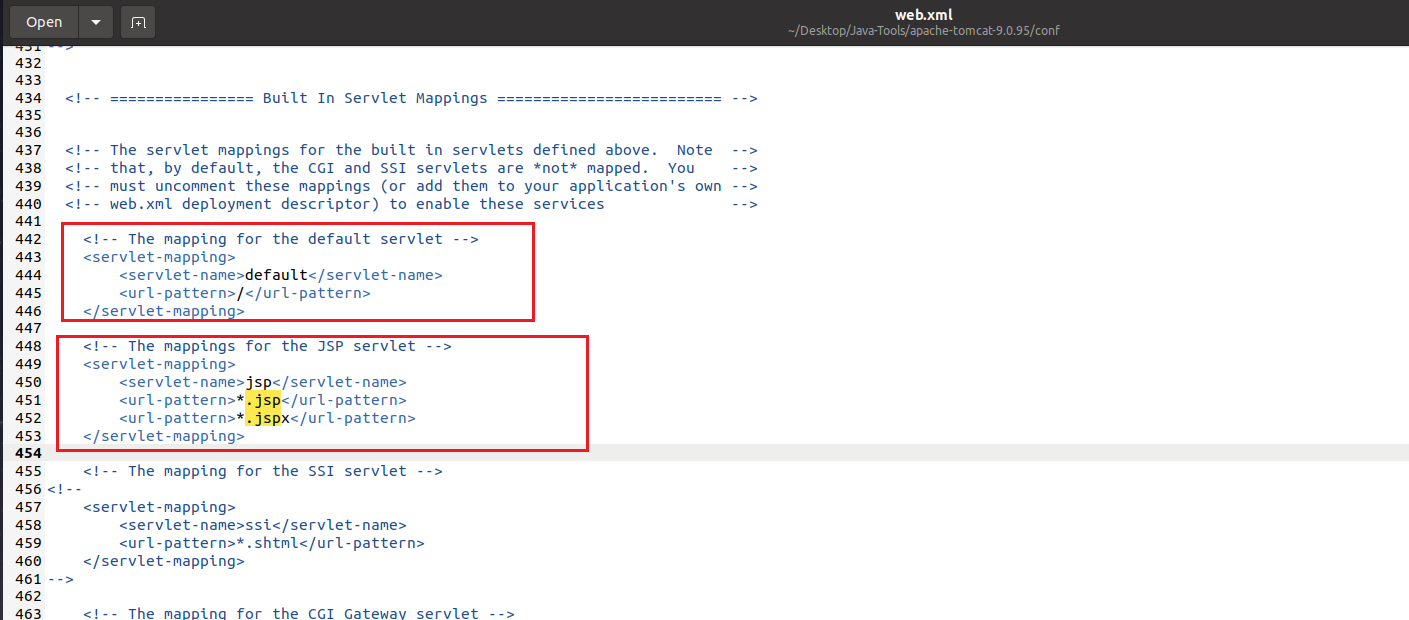 Open
web.xml
~/Desktop/Java-Tools/apache-tomcat-9.0.95/conf
431 -->
432
433
434 <!-- ================ Built In Servlet Mappings ========================= -->
435
436
437 <!-- The servlet mappings for the built in servlets defined above.  Note  -->
438 <!-- that, by default, the CGI and SSI servlets are *not* mapped.  You    -->
439 <!-- must uncomment these mappings (or add them to your application's own -->
440 <!-- web.xml deployment descriptor) to enable these services              -->
441
442 <!-- The mapping for the default servlet -->
443 <servlet-mapping>
444 <servlet-name>default</servlet-name>
445 <url-pattern>/</url-pattern>
446 </servlet-mapping>
447
448 <!-- The mappings for the JSP servlet -->
449 <servlet-mapping>
450 <servlet-name>jsp</servlet-name>
451 <url-pattern>*.jsp</url-pattern>
452 <url-pattern>*.jspx</url-pattern>
453 </servlet-mapping>
454
455 <!-- The mapping for the SSI servlet -->
456 <!--
457 <servlet-mapping>
458 <servlet-name>ssi</servlet-name>
459 <url-pattern>*.shtml</url-pattern>
460 </servlet-mapping>
461 -->
462
463 <!-- The mapping for the CGI Gateway servlet -->